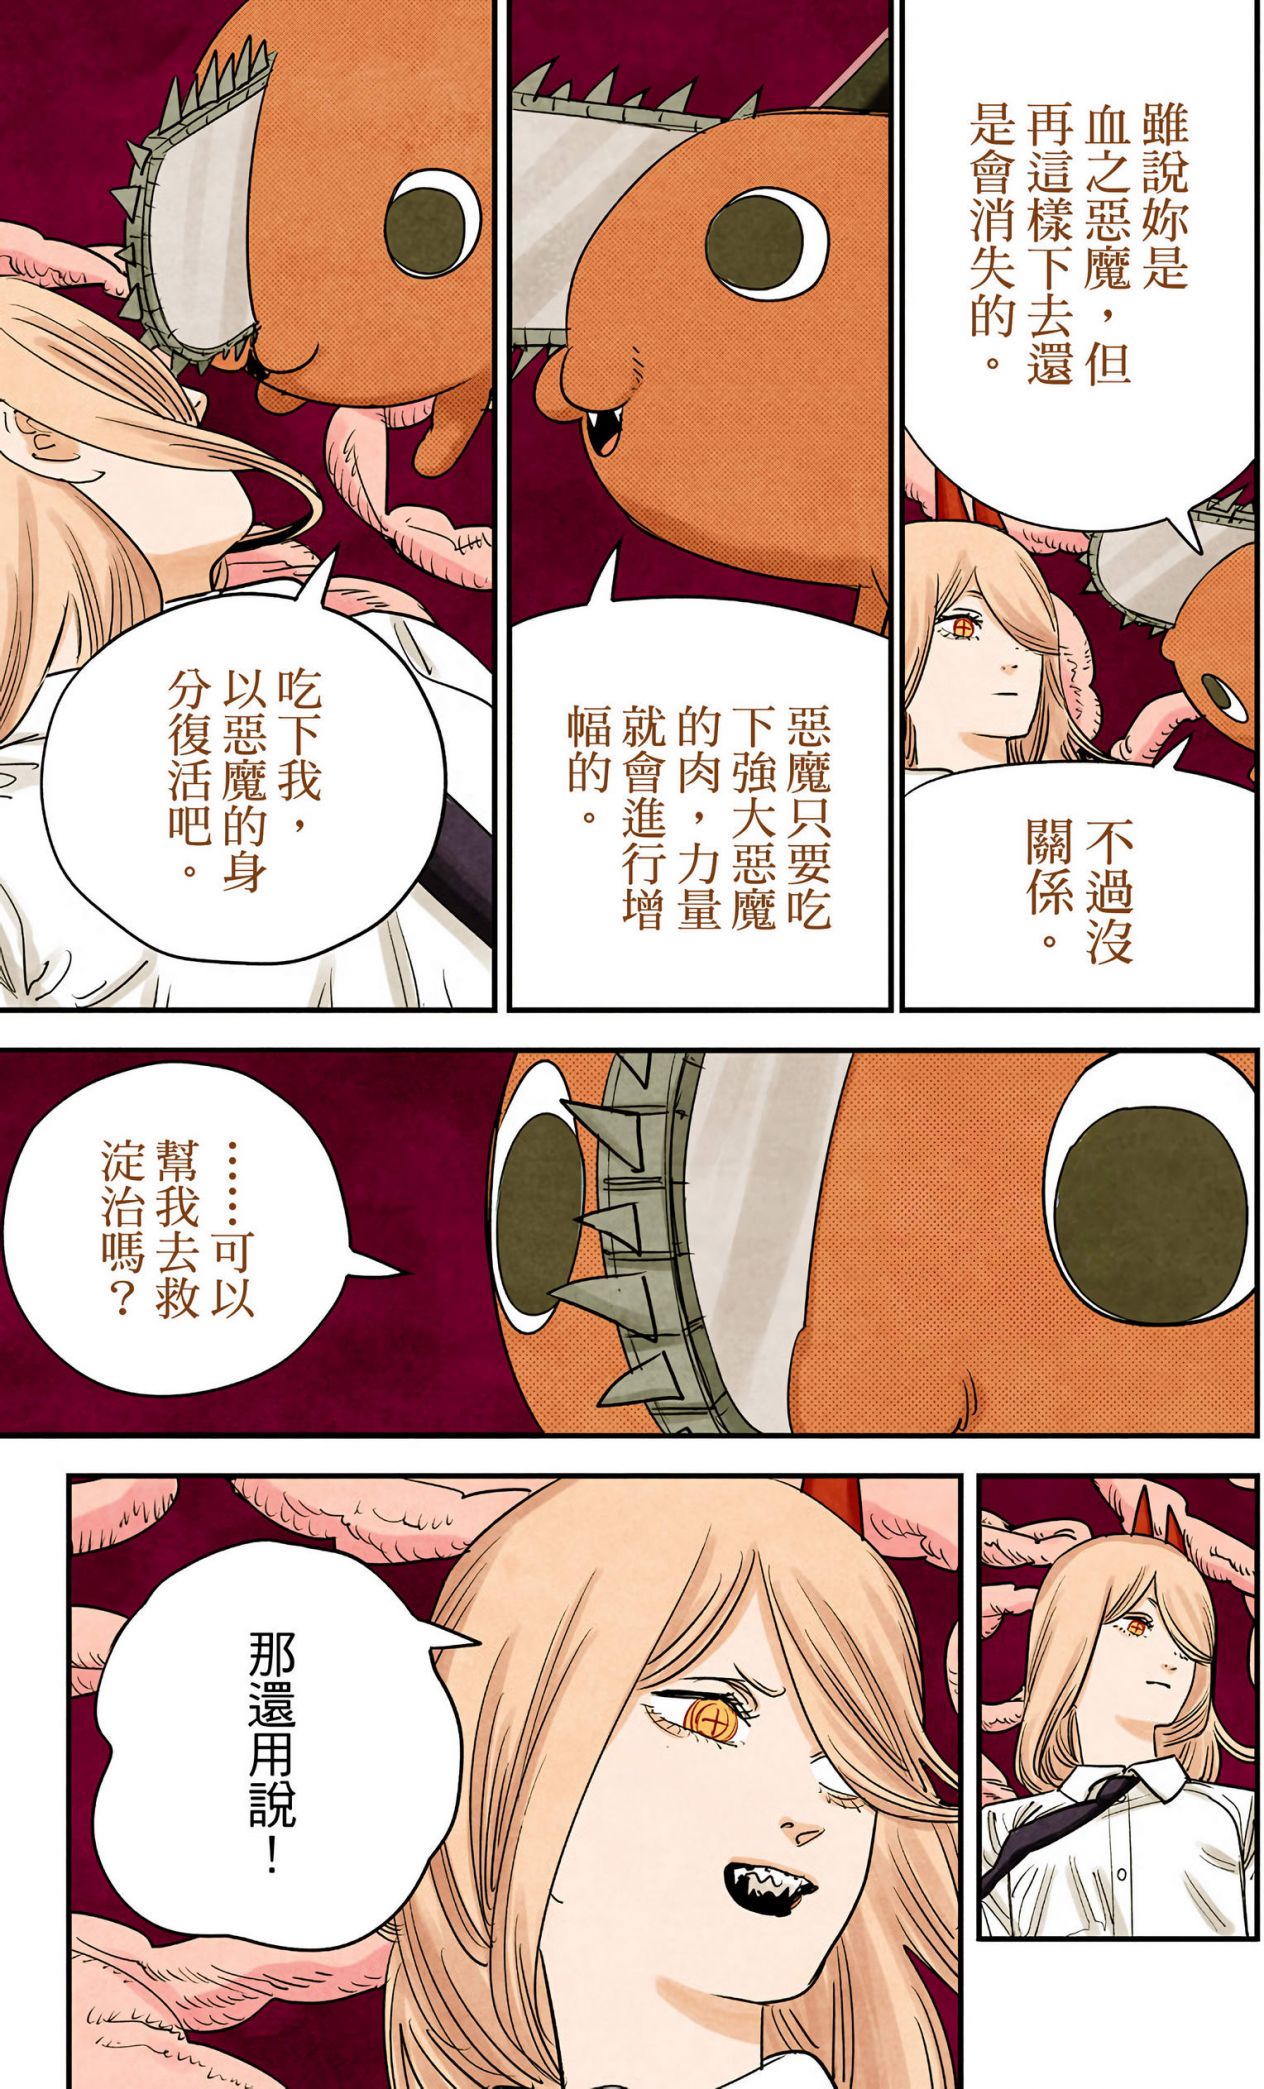 雖說妳是
血之惡魔，但
再這樣下去還
是會消失的。
不過沒
關係。
惡魔只要吃
下強大惡魔
的肉，力量
就會進行增
幅的。
吃下我，
以惡魔的身
分復活吧。
……可以
幫我去救
淀治嗎？
那還用說！